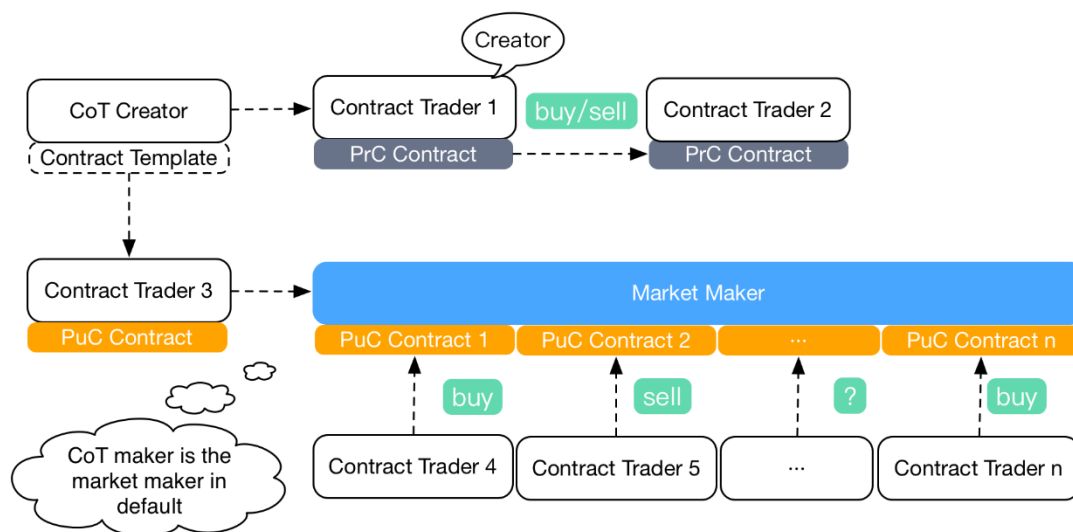 Creator
CoT Creator
Contract Template
Contract Trader 1
PrC Contract
buy/sell
Contract Trader 2
PrC Contract
Contract Trader 3
PuC Contract
Market Maker
PuC Contract 1
PuC Contract 2
...
PuC Contract n
buy
sell
?
buy
Contract Trader 4
Contract Trader 5
...
Contract Trader n
CoT maker is the
market maker in
default